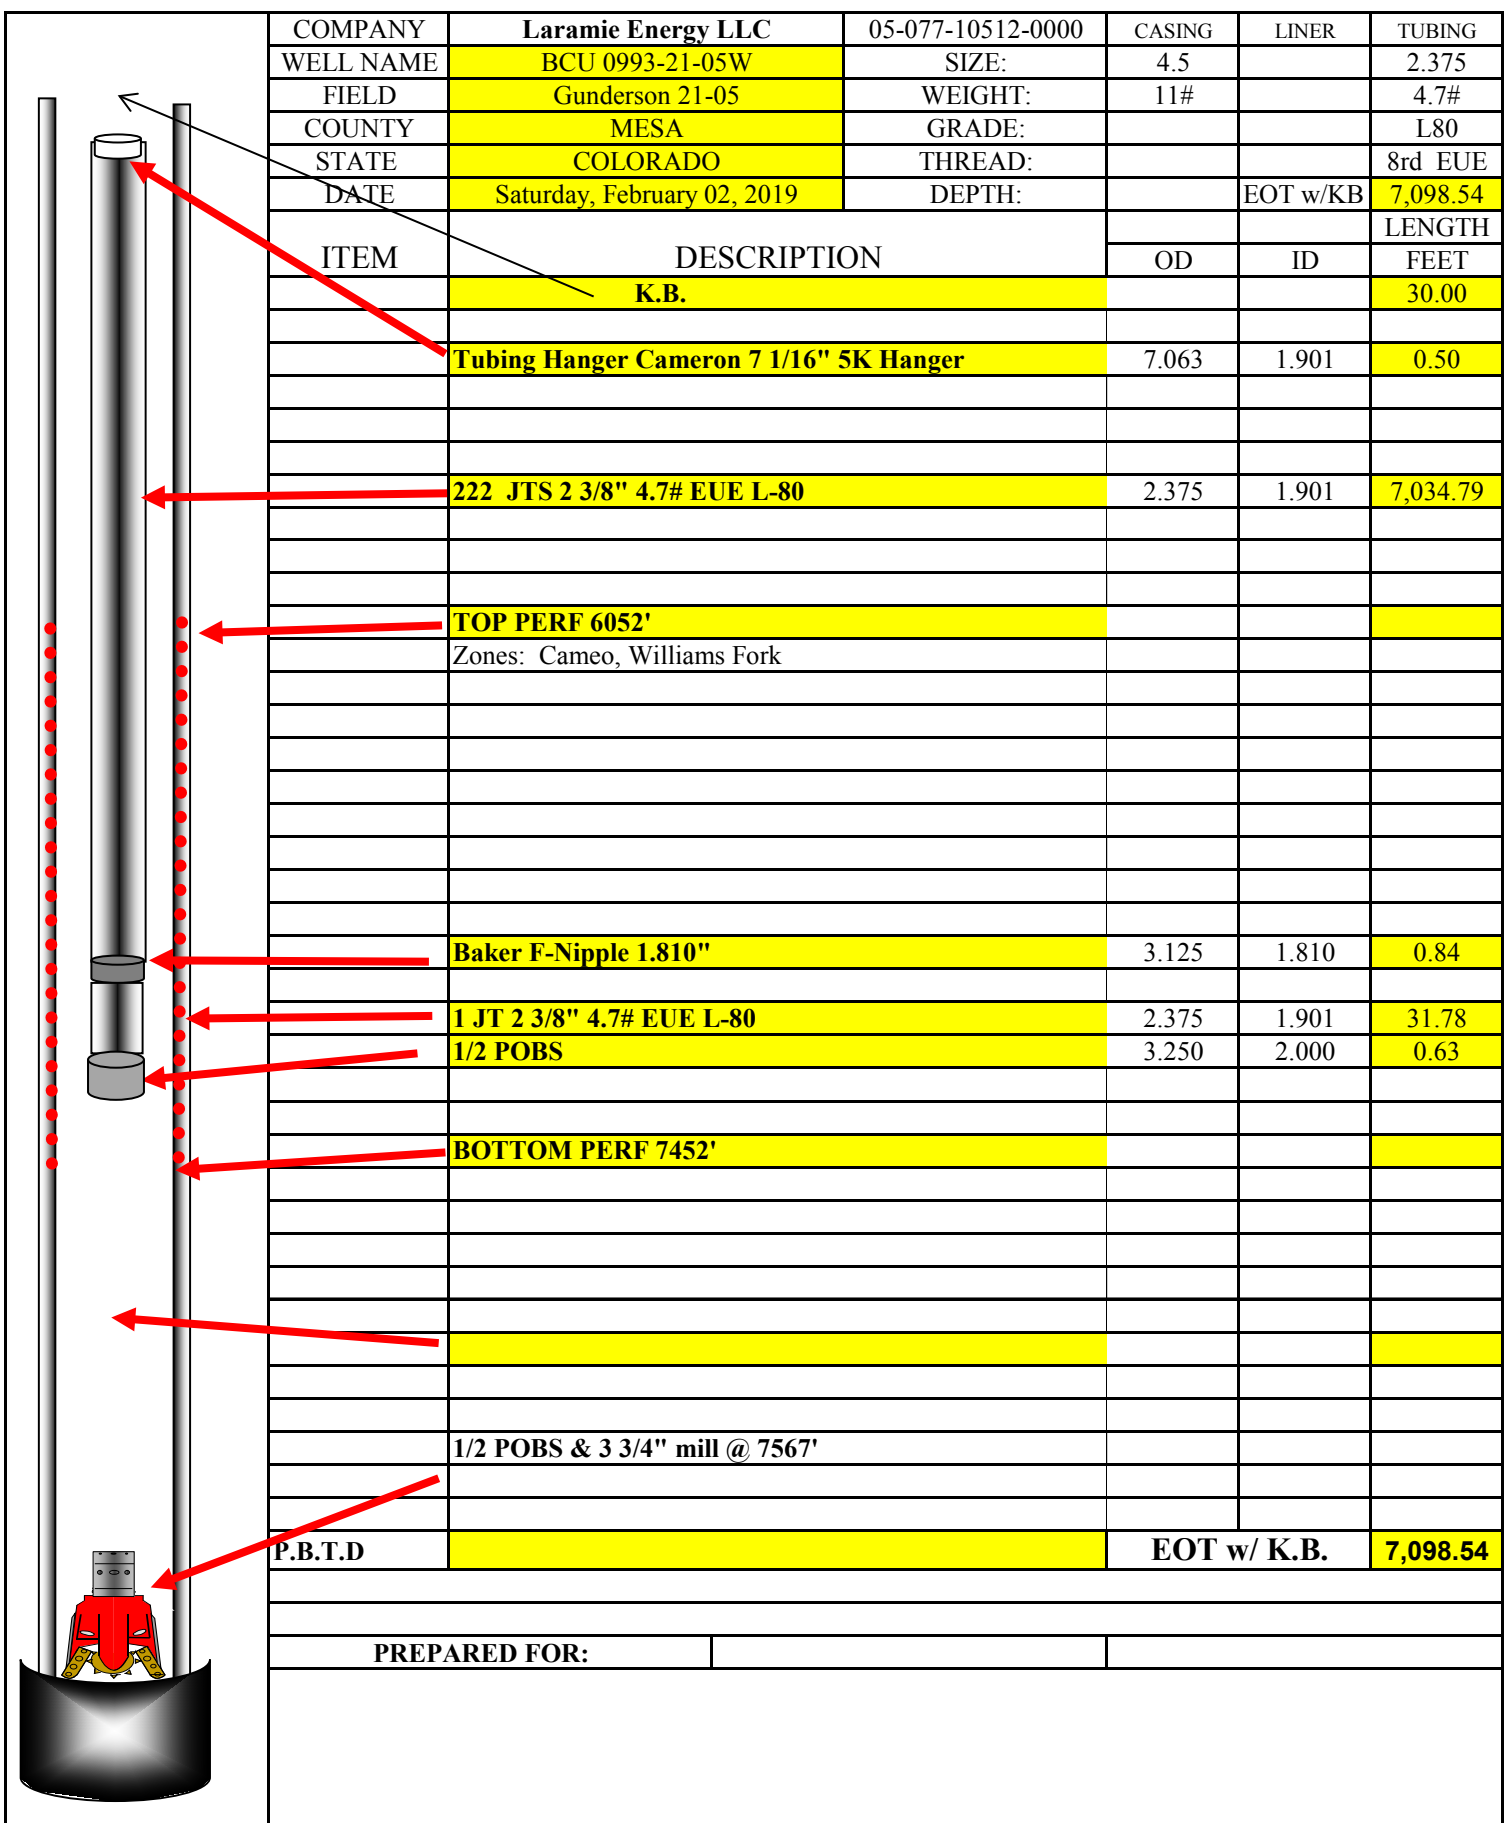 COMPANY Laramie Energy LLC 05-077-10512-0000 CASING LINER TUBING
WELL NAME BCU 0993-21-05W SIZE: 4.5 2.375
FIELD Gunderson 21-05 WEIGHT: 11# 4.7#
COUNTY MESA GRADE: L80
STATE COLORADO THREAD: 8rd EUE
DATE Saturday, February 02, 2019 DEPTH: EOT w/KB 7,098.54
LENGTH
ITEM DESCRIPTION OD ID FEET
K.B. 30.00
Tubing Hanger Cameron 7 1/16" 5K Hanger 7.063 1.901 0.50
222 JTS 2 3/8" 4.7# EUE L-80 2.375 1.901 7,034.79
TOP PERF 6052'
Zones: Cameo, Williams Fork
Baker F-Nipple 1.810" 3.125 1.810 0.84
1 JT 2 3/8" 4.7# EUE L-80 2.375 1.901 31.78
1/2 POBS 3.250 2.000 0.63
BOTTOM PERF 7452'
1/2 POBS & 3 3/4" mill @ 7567'
P.B.T.D EOT w/ K.B. 7,098.54
PREPARED FOR: